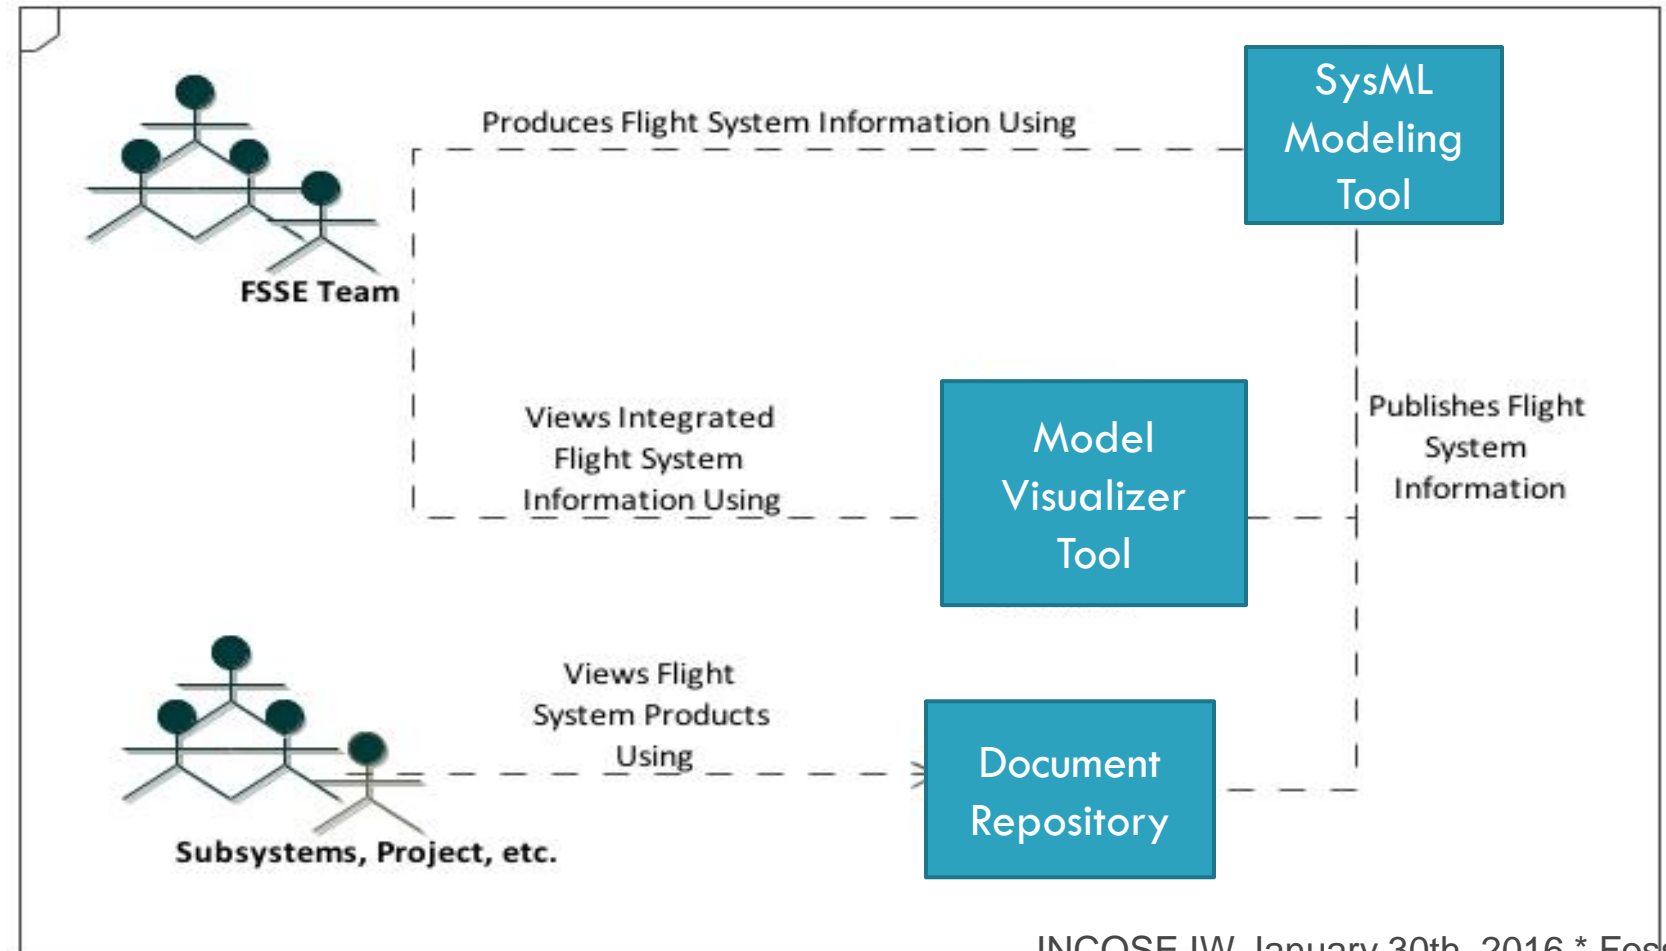 Produces Flight System Information Using
SysML
Modeling
Tool
FSSE Team
Views Integrated
Flight System
Information Using
Model
Visualizer
Tool
Publishes Flight
System
Information
Views Flight
System Products
Using
Document
Repository
Subsystems, Project, etc.
INCOSE IW January 30th, 2016 *